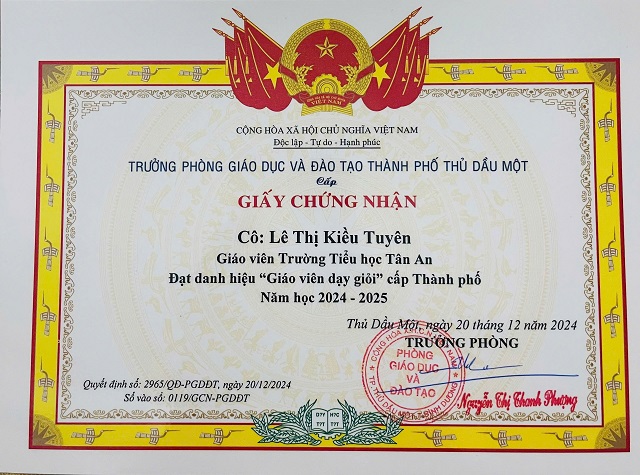 CỘNG HÒA XÃ HỘI CHỦ NGHĨA VIỆT NAM
Độc lập - Tự do - Hạnh phúc
TRƯỞNG PHÒNG GIÁO DỤC VÀ ĐÀO TẠO THÀNH PHỐ THỦ DẦU MỘT
Cấp
GIẤY CHỨNG NHẬN
Cô: Lê Thị Kiều Tuyên
Giáo viên Trường Tiểu học Tân An
Đạt danh hiệu “Giáo viên dạy giỏi” cấp Thành phố
Năm học 2024 - 2025
Thủ Dầu Một, ngày 20 tháng 12 năm 2024
TRƯỞNG PHÒNG
PHÒNG
GIÁO DỤC
VÀ
ĐÀO TẠO
Quyết định số: 2965/QĐ-PGDĐT, ngày 20/12/2024
Số vào sổ: 0119/GCN-PGDĐT
Nguyễn Thị Thanh Phượng